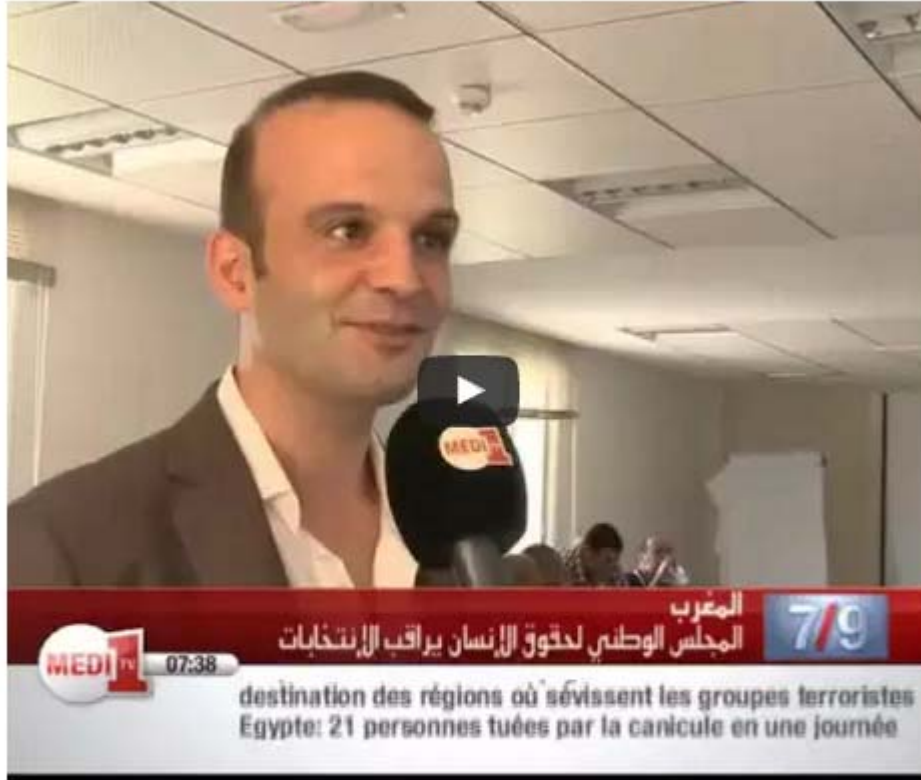 MEDI 1
المغرب
المجلس الوطني لحقوق الإنسان يراقب الإنتخابات
7/9
MEDI 1 TV
07:38
destination des régions où sévissent les groupes terroristes
Egypte: 21 personnes tuées par la canicule en une journée